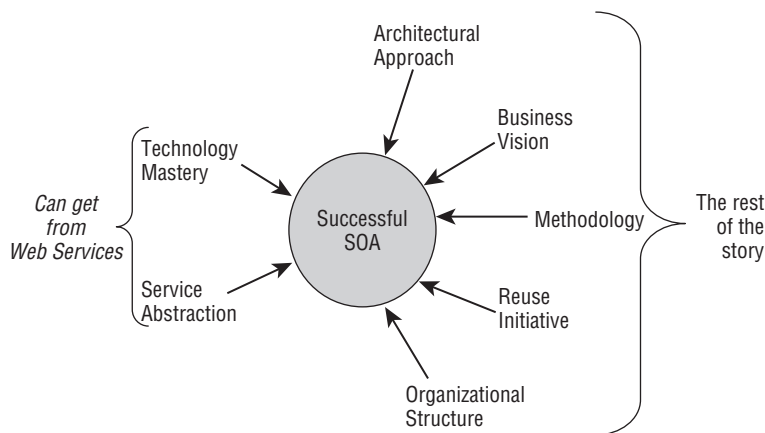 Architectural
Approach
Business
Vision
Technology
Mastery
Can get
from
Web Services
Successful
SOA
Methodology
The rest
of the
story
Service
Abstraction
Reuse
Initiative
Organizational
Structure